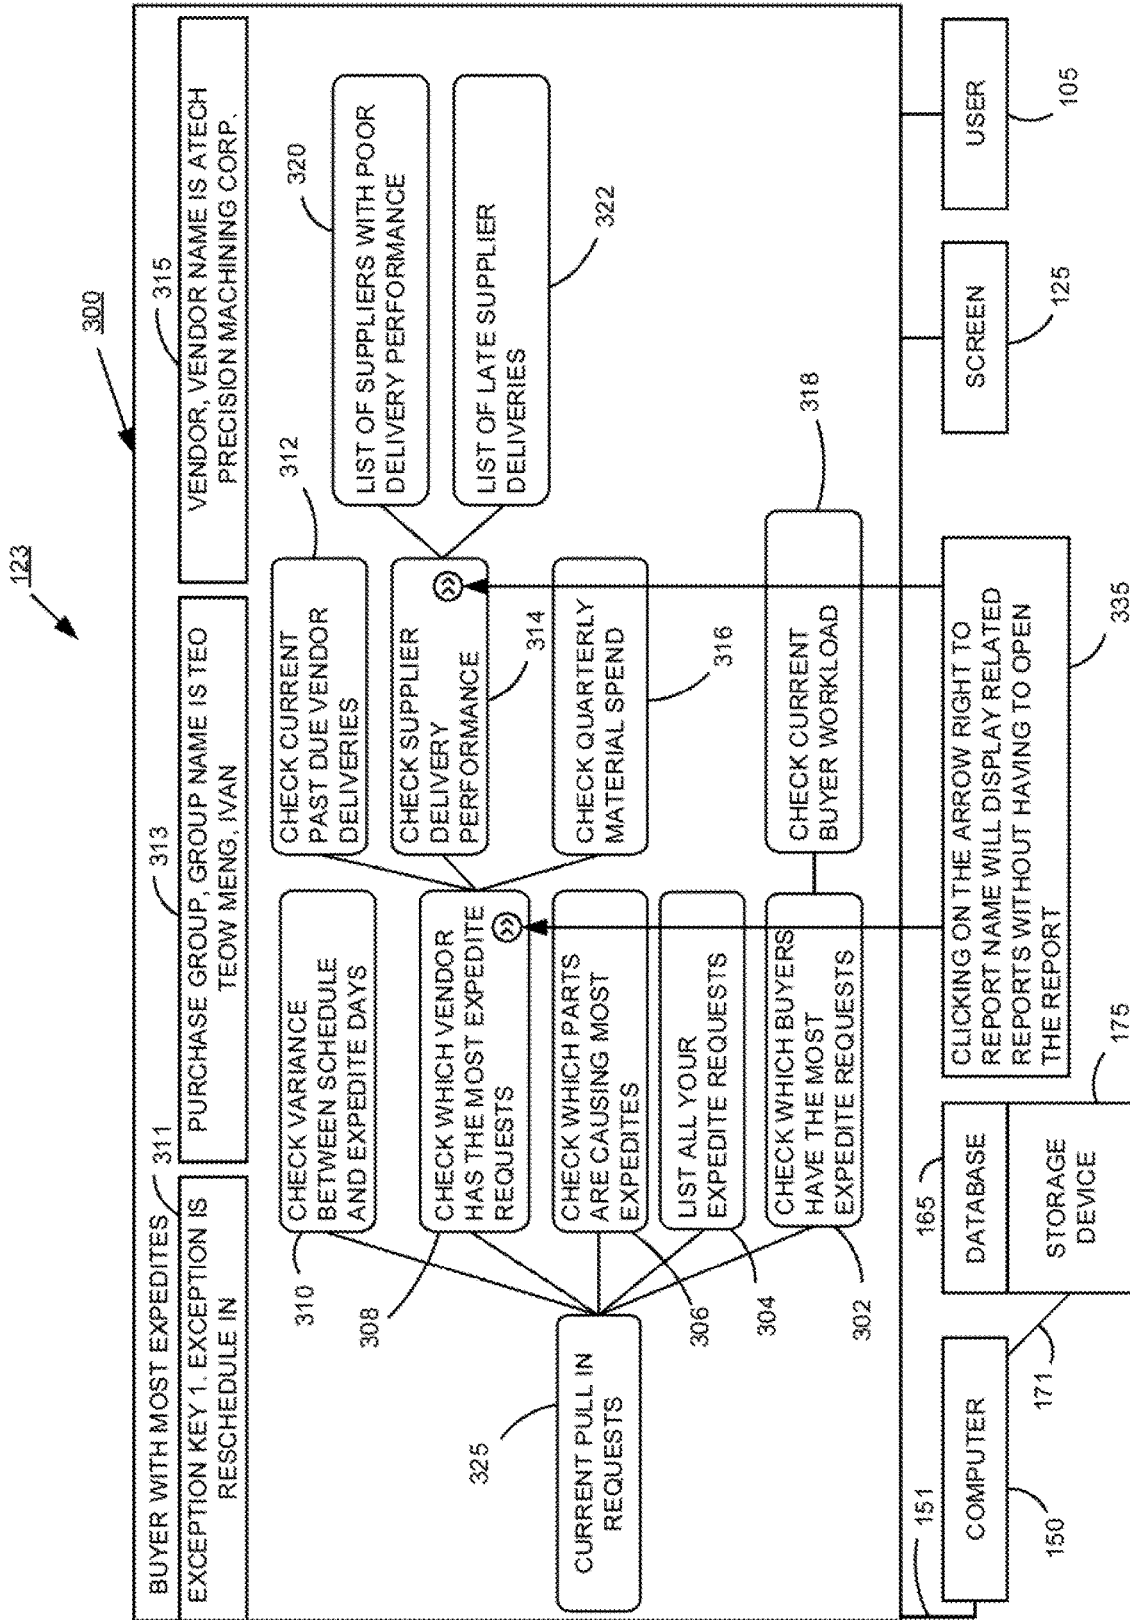 123
300
BUYER WITH MOST EXPEDITES
311
313
315
EXCEPTION KEY 1. EXCEPTION IS
RESCHEDULE IN
PURCHASE GROUP, GROUP NAME IS TEO
TEOW MENG, IVAN
VENDOR, VENDOR NAME IS ATECH
PRECISION MACHINING CORP.
325
CURRENT PULL IN
REQUESTS
310
CHECK VARIANCE
BETWEEN SCHEDULE
AND EXPEDITE DAYS
308
CHECK WHICH VENDOR
HAS THE MOST EXPEDITE
REQUESTS
306
CHECK WHICH PARTS
ARE CAUSING MOST
EXPEDITES
304
LIST ALL YOUR
EXPEDITE REQUESTS
302
CHECK WHICH BUYERS
HAVE THE MOST
EXPEDITE REQUESTS
312
CHECK CURRENT
PAST DUE VENDOR
DELIVERIES
CHECK SUPPLIER
DELIVERY
PERFORMANCE
314
CHECK QUARTERLY
MATERIAL SPEND
316
CHECK CURRENT
BUYER WORKLOAD
318
320
LIST OF SUPPLIERS WITH POOR
DELIVERY PERFORMANCE
LIST OF LATE SUPPLIER
DELIVERIES
322
151
COMPUTER
150
171
165
DATABASE
STORAGE
DEVICE
175
CLICKING ON THE ARROW RIGHT TO
REPORT NAME WILL DISPLAY RELATED
REPORTS WITHOUT HAVING TO OPEN
THE REPORT
335
SCREEN
125
USER
105